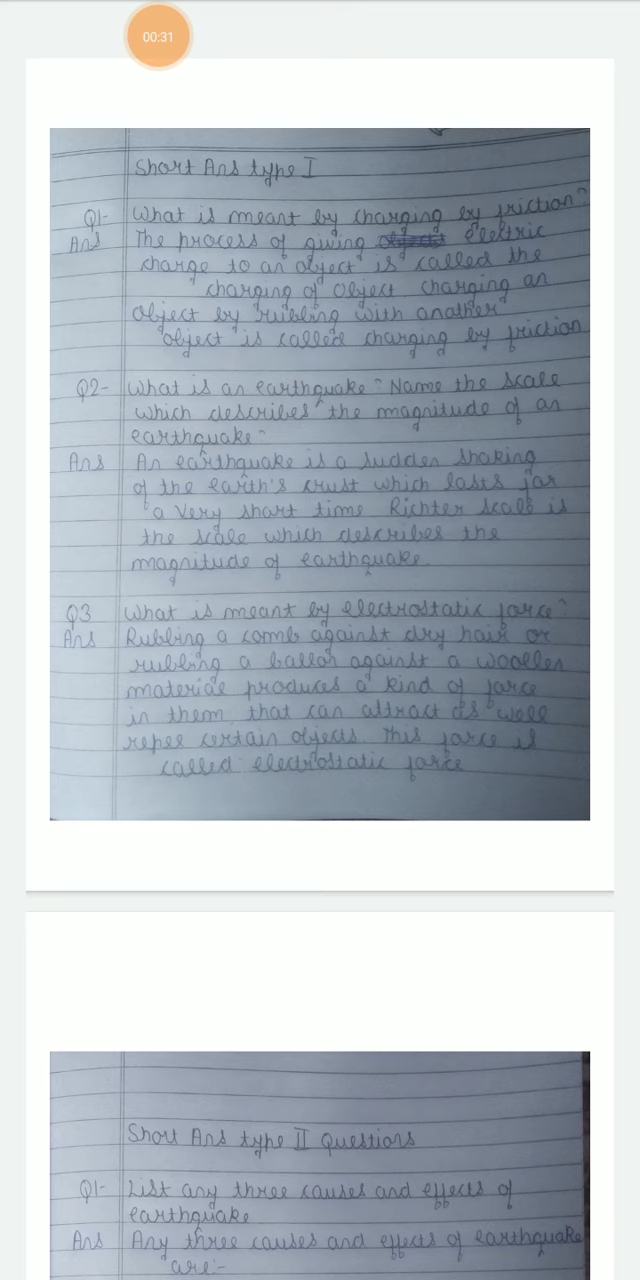 00:31
Short Ans type I
Q1- What is meant by charging by friction?
Ans The process of giving electric
charge to an object is called the
charging of object. charging an
object by rubbing with another
object is called charging by friction
Q2- What is an earthquake? Name the scale
which describes the magnitude of an
earthquake?
Ans An earthquake is a sudden shaking
of the earth's crust which lasts for
a very short time. Richter scale is
the scale which describes the
magnitude of earthquake.
Q3 What is meant by electrostatic force?
Ans Rubbing a comb against dry hair or
rubbing a ballon against a woollen
material produces a kind of force
in them that can attract as well
repel certain objects. This force is
called electrostatic force
Short Ans type II Questions
Q1- List any three causes and effects of
earthquake
Ans Any three causes and effects of earthquake
are:-